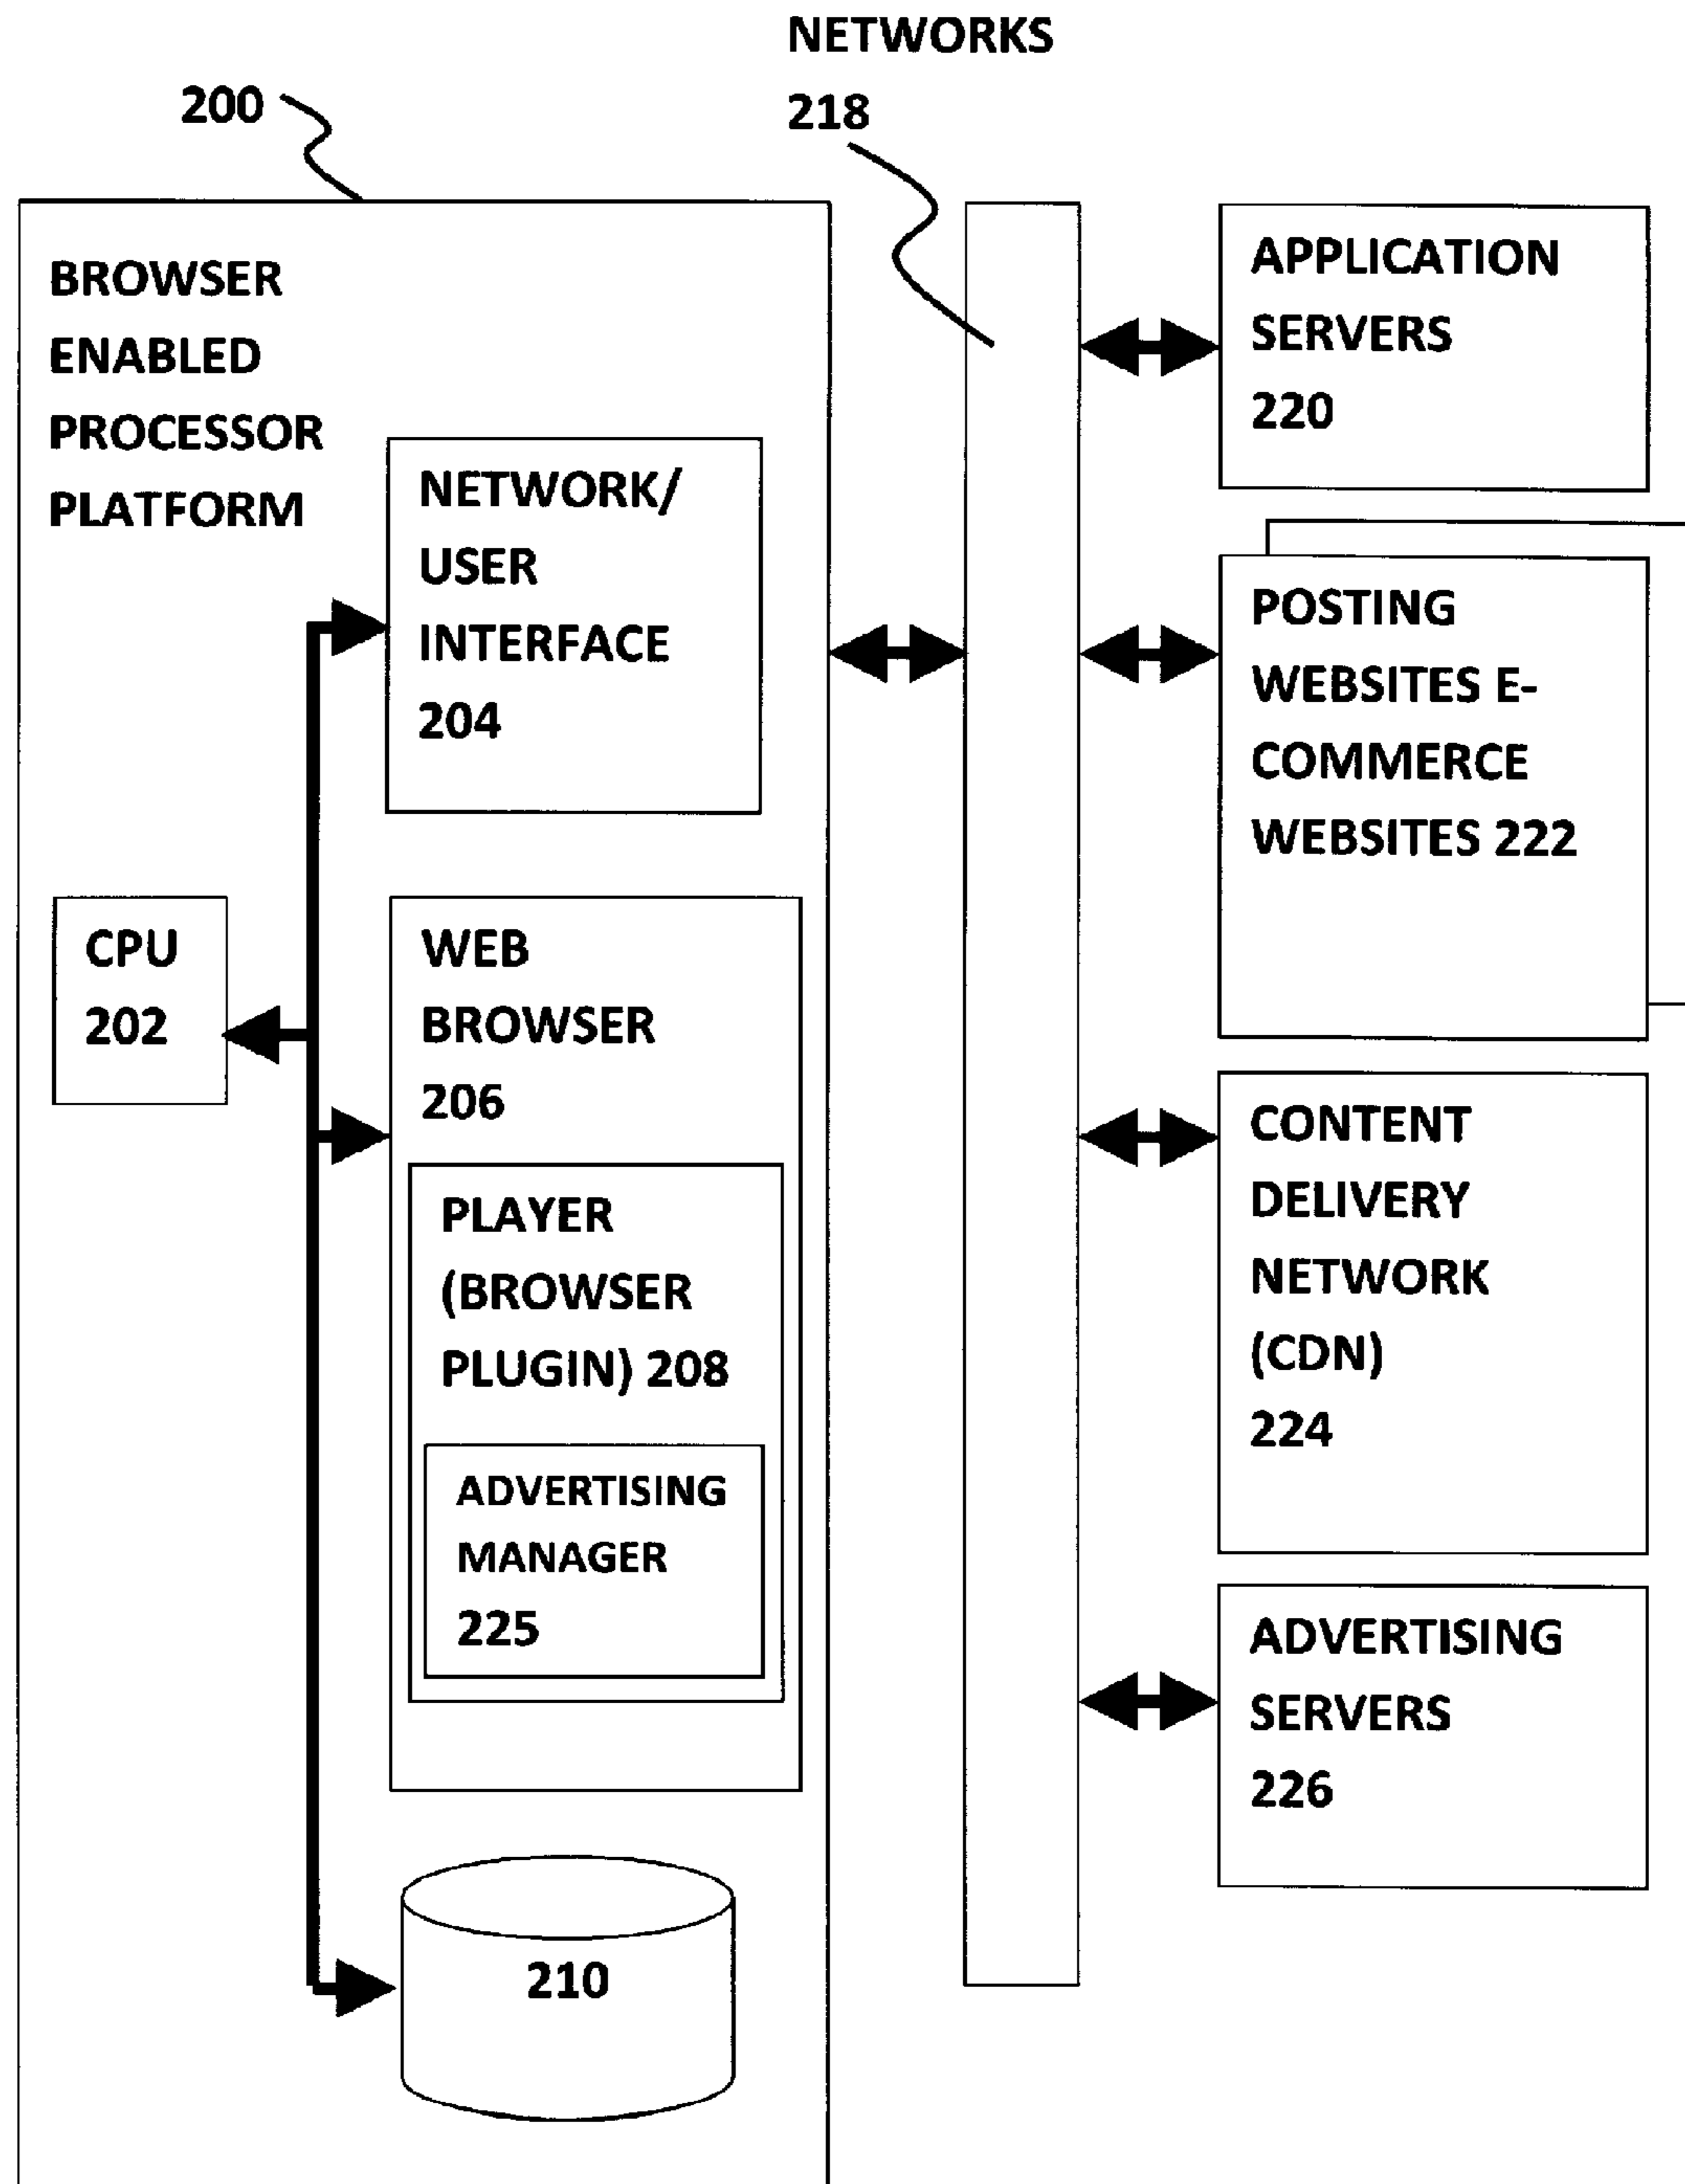 NETWORKS
218
200
BROWSER
ENABLED
PROCESSOR
PLATFORM
NETWORK/
USER
INTERFACE
204
CPU
202
WEB
BROWSER
206
PLAYER
(BROWSER
PLUGIN) 208
ADVERTISING
MANAGER
225
210
APPLICATION
SERVERS
220
POSTING
WEBSITES E-
COMMERCE
WEBSITES 222
CONTENT
DELIVERY
NETWORK
(CDN)
224
ADVERTISING
SERVERS
226